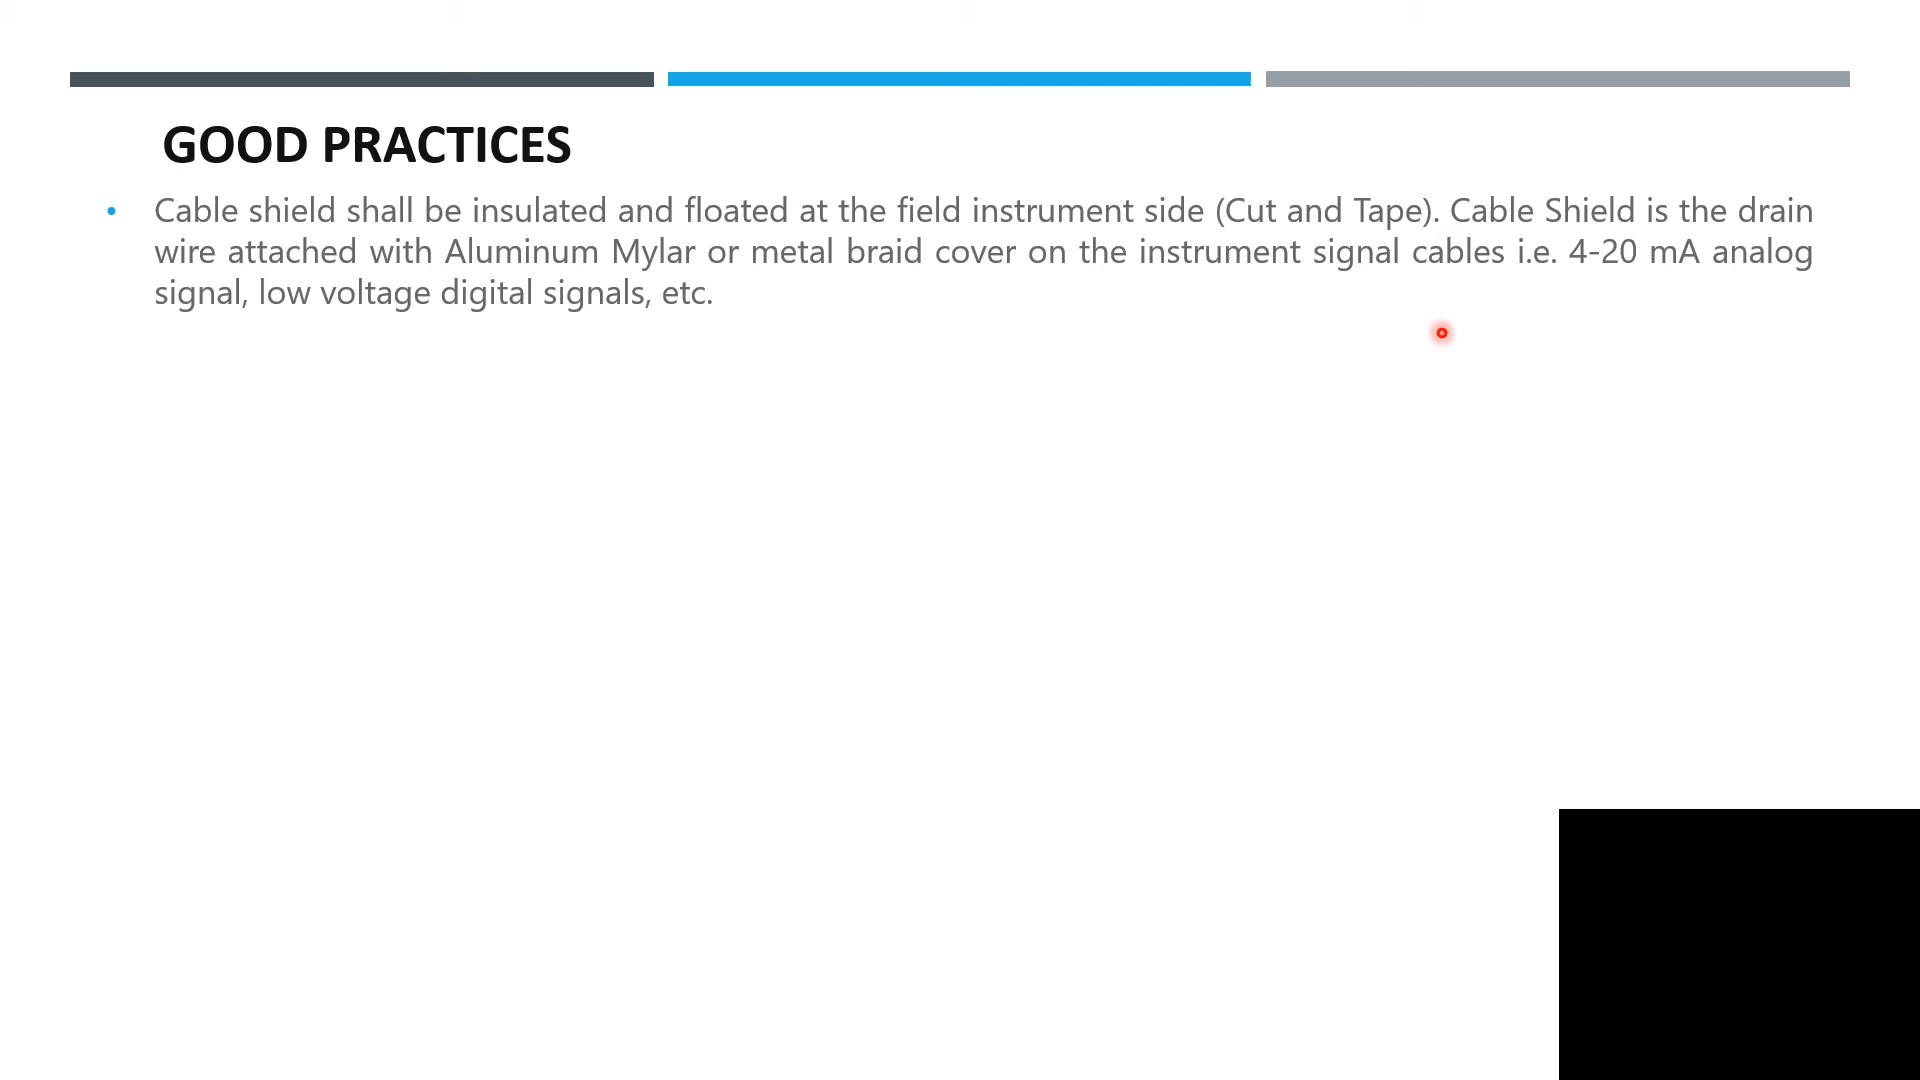 GOOD PRACTICES
• Cable shield shall be insulated and floated at the field instrument side (Cut and Tape). Cable Shield is the drain
wire attached with Aluminum Mylar or metal braid cover on the instrument signal cables i.e. 4-20 mA analog
signal, low voltage digital signals, etc.